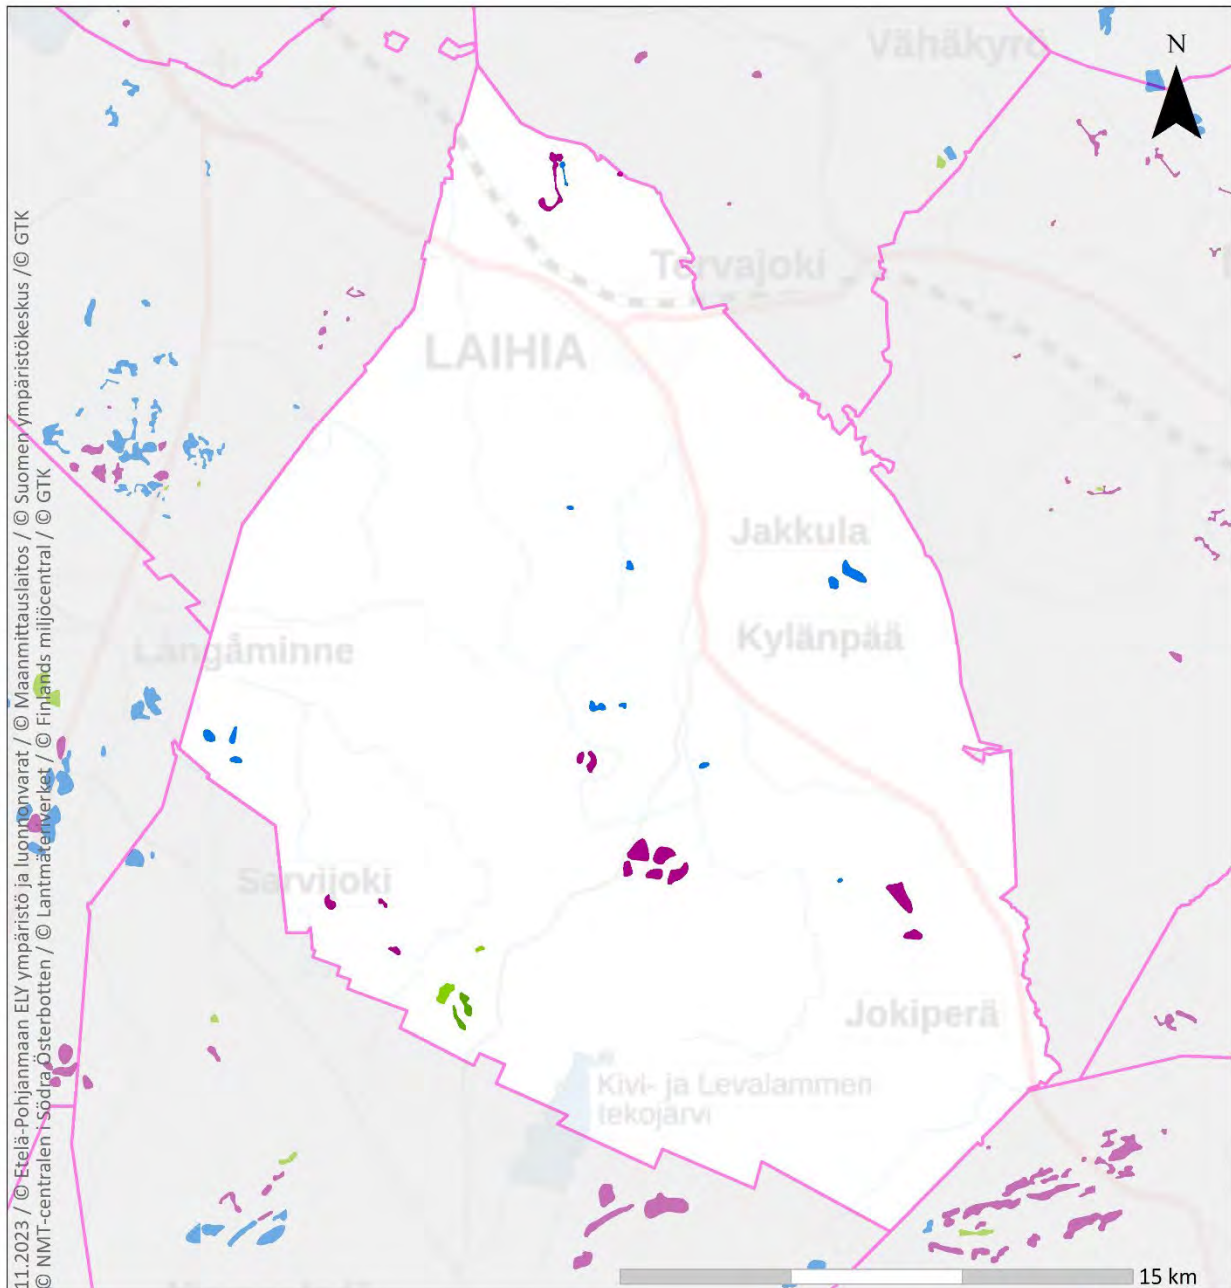 Vähäkyrö
N
Tervajoki
LAIHIA
Jakkula
Kylänpää
Långåminne
Sarvijoki
Jokiperä
Kivi- ja Levalammen
tekojärvi
15 km
11.2023 / © Etelä-Pohjanmaan ELY ympäristö ja luonnonvarat / © Maanmittauslaitos / © Suomen ympäristökeskus /© GTK
© NMT-centralen i Södra Österbotten / © Lantmäteriverket / © Finlands miljöcentral / © GTK